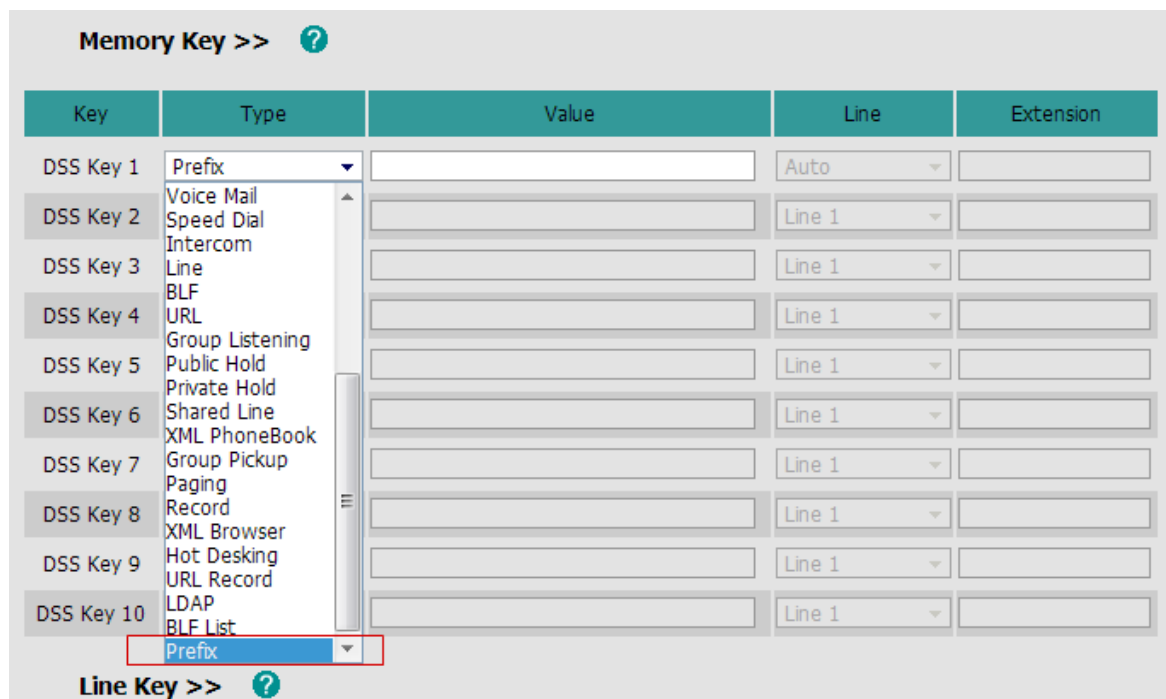 Memory Key >> ?
Key Type Value Line Extension
DSS Key 1 Prefix Auto
Voice Mail
DSS Key 2 Speed Dial Line 1
Intercom
DSS Key 3 Line Line 1
BLF
DSS Key 4 URL Line 1
Group Listening
DSS Key 5 Public Hold Line 1
Private Hold
DSS Key 6 Shared Line Line 1
XML PhoneBook
DSS Key 7 Group Pickup Line 1
Paging
DSS Key 8 Record Line 1
XML Browser
DSS Key 9 Hot Desking Line 1
URL Record
DSS Key 10 LDAP Line 1
BLF List
Prefix
Line Key >> ?